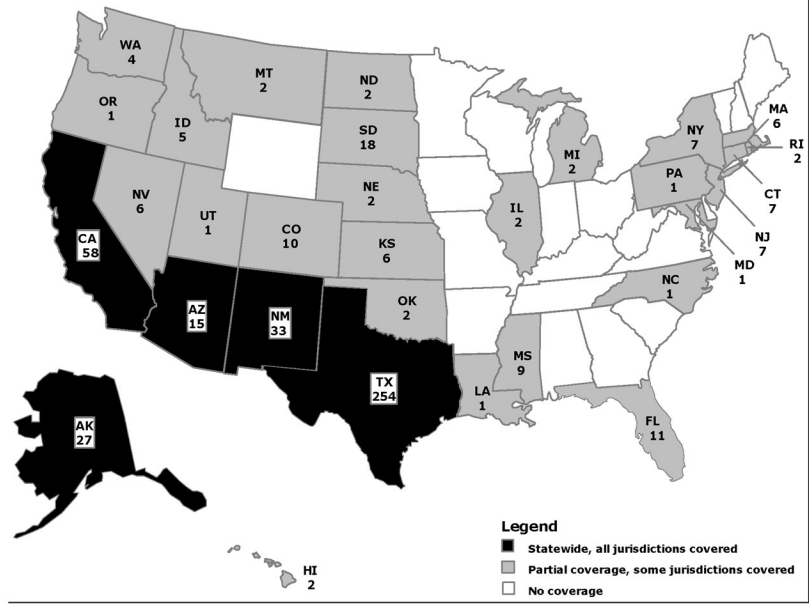 WA
4
MT
2
ND
2
OR
1
ID
5
SD
18
MI
2
NY
7
MA
6
RI
2
NV
6
UT
1
CO
10
NE
2
IL
2
PA
1
CT
7
NJ
7
MD
1
CA
58
KS
6
NC
1
AZ
15
NM
33
OK
2
TX
254
MS
9
LA
1
FL
11
AK
27
HI
2
Legend
Statewide, all jurisdictions covered
Partial coverage, some jurisdictions covered
No coverage